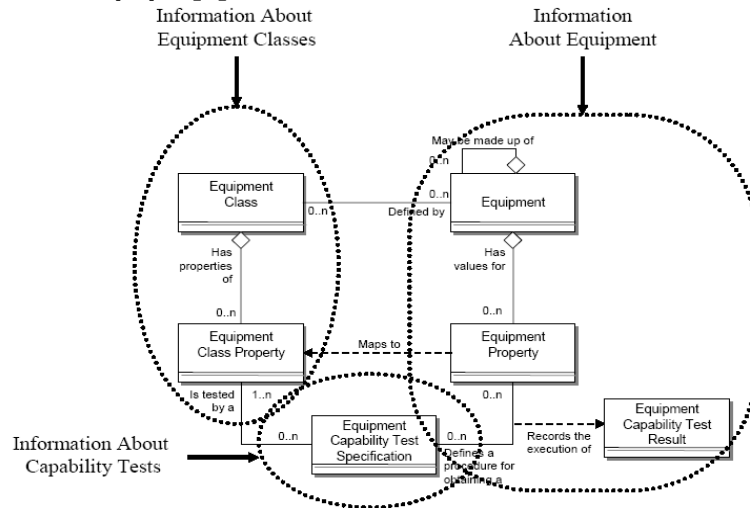 Information About
Equipment Classes
Information
About Equipment
May be made up of
0..n
0..n
Equipment
Class
Equipment
0..n
Defined by
Has
properties
of
Has
values for
0..n
0..n
Equipment
Class Property
Maps to
Equipment
Property
Is tested
by a
1..n
0..n
Equipment
Capability Test
Result
0..n
Equipment
Capability Test
Specification
0..n
Records the
execution of
Defines a
procedure for
obtaining a
Information About
Capability Tests